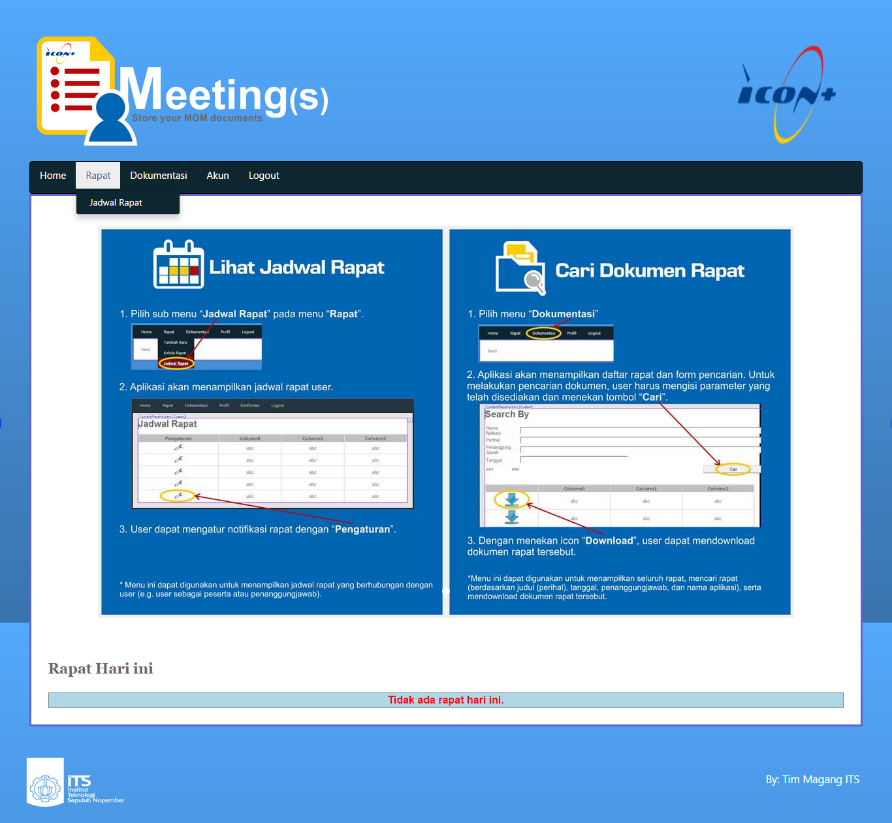 ICON+
Meeting(s)
Store your MOM documents
ICON+
Home Rapat Dokumentasi Akun Logout
Jadwal Rapat
Lihat Jadwal Rapat
1. Pilih sub menu "Jadwal Rapat" pada menu "Rapat".
Home Rapat Dokumentasi Profil Logout
Tambah Baru
Kelola Rapat
Jadwal Rapat
2. Aplikasi akan menampilkan jadwal rapat user.
Home Rapat Dokumentasi Profil Konfirmasi Logout
Jadwal Rapat
Pengaturan Column0 Column1 Column2
abc abc abc
abc abc abc
abc abc abc
abc abc abc
abc abc abc
3. User dapat mengatur notifikasi rapat dengan "Pengaturan".
* Menu ini dapat digunakan untuk menampilkan jadwal rapat yang berhubungan dengan
user (e.g. user sebagai peserta atau penanggungjawab).
Cari Dokumen Rapat
1. Pilih menu "Dokumentasi"
Home Rapat Dokumentasi Profil Logout
2. Aplikasi akan menampilkan daftar rapat dan form pencarian. Untuk
melakukan pencarian dokumen, user harus mengisi parameter yang
telah disediakan dan menekan tombol "Cari".
Search By
Nama
Aplikasi
Perihal
Penanggung
Jawab
Tanggal
Cari
Column0 Column1 Column2
abc abc abc
abc abc abc
3. Dengan menekan icon "Download", user dapat mendownload
dokumen rapat tersebut.
*Menu ini dapat digunakan untuk menampilkan seluruh rapat, mencari rapat
(berdasarkan judul (perihal), tanggal, penanggungjawab, dan nama aplikasi), serta
mendownload dokumen rapat tersebut.
Rapat Hari ini
Tidak ada rapat hari ini.
ITS
Institut
Teknologi
Sepuluh Nopember
By: Tim Magang ITS